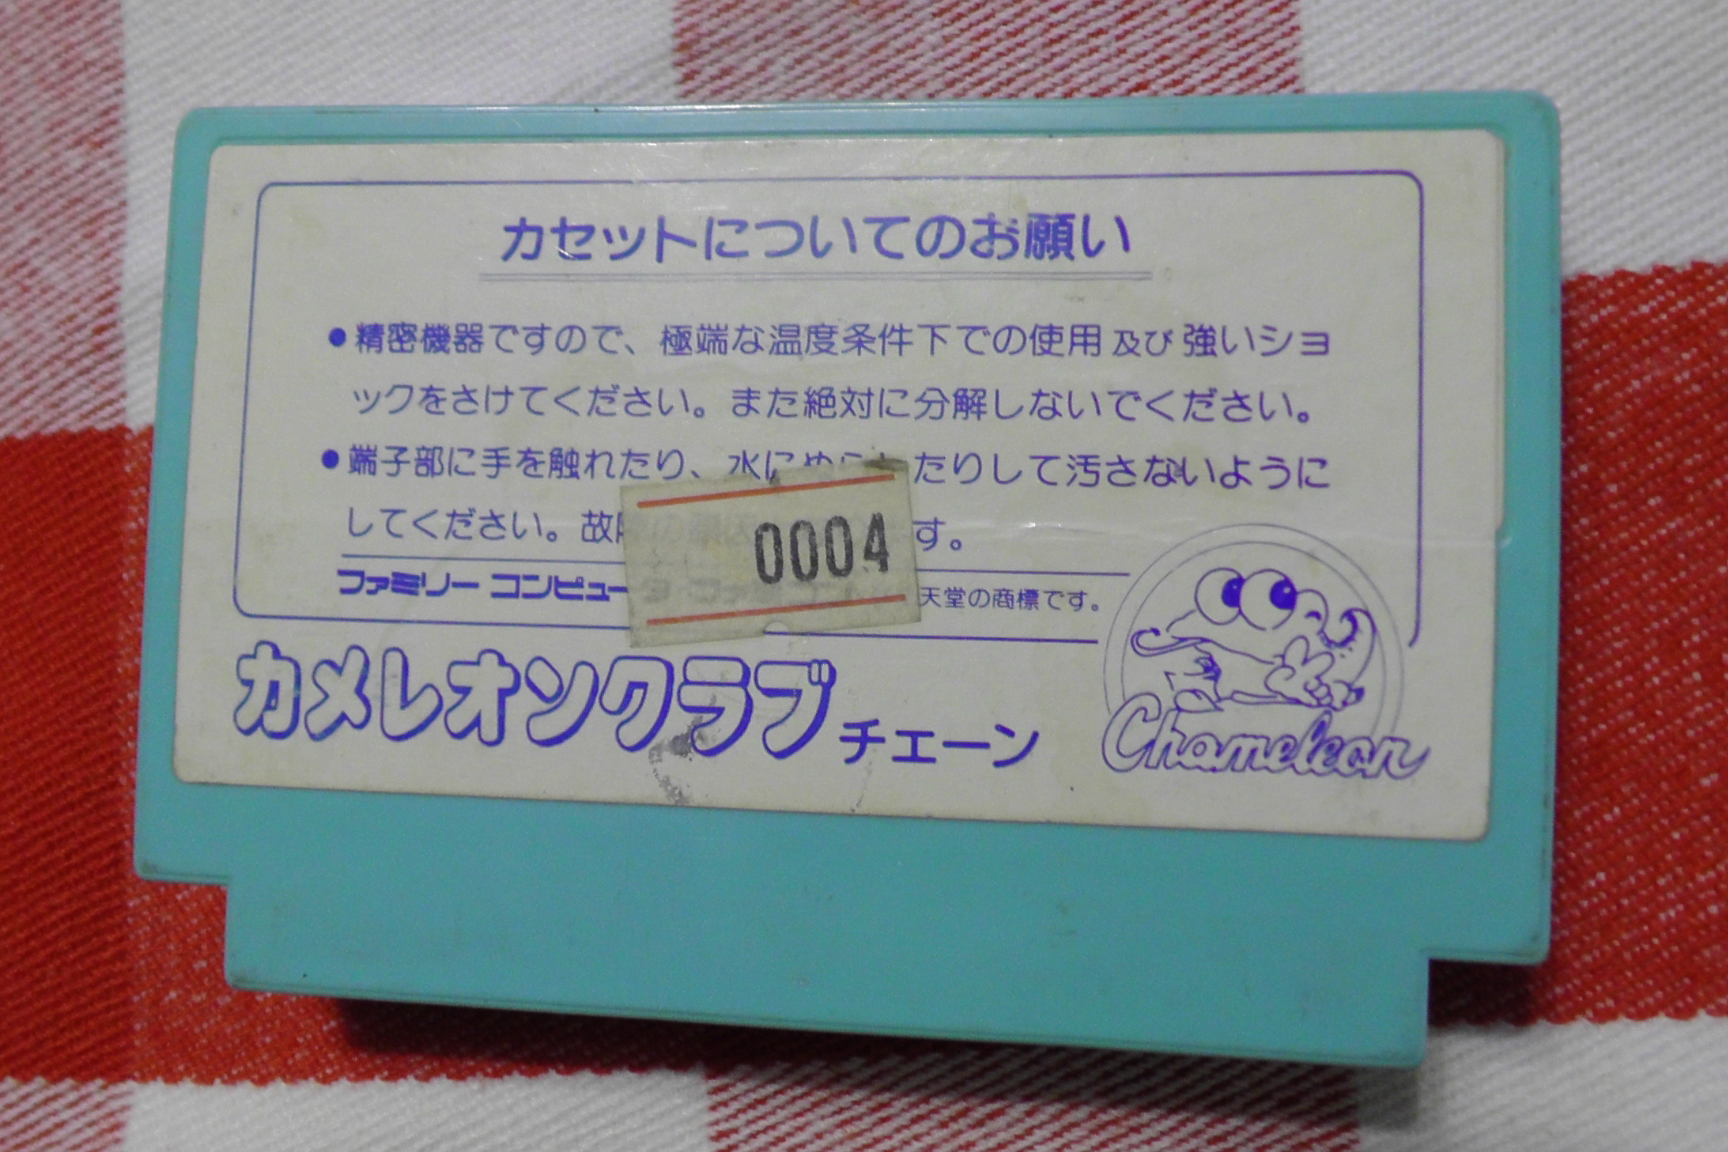 カセットについてのお願い
●精密機器ですので、極端な温度条件下での使用及び強いショ
ックをさけてください。また絶対に分解しないでください。
●端子部に手を触れたり、水に たりして汚さないように
してください。故 す。
ファミリー コンピュー 天堂の商標です。
0004
カメレオンクラブチェーン
Chameleon